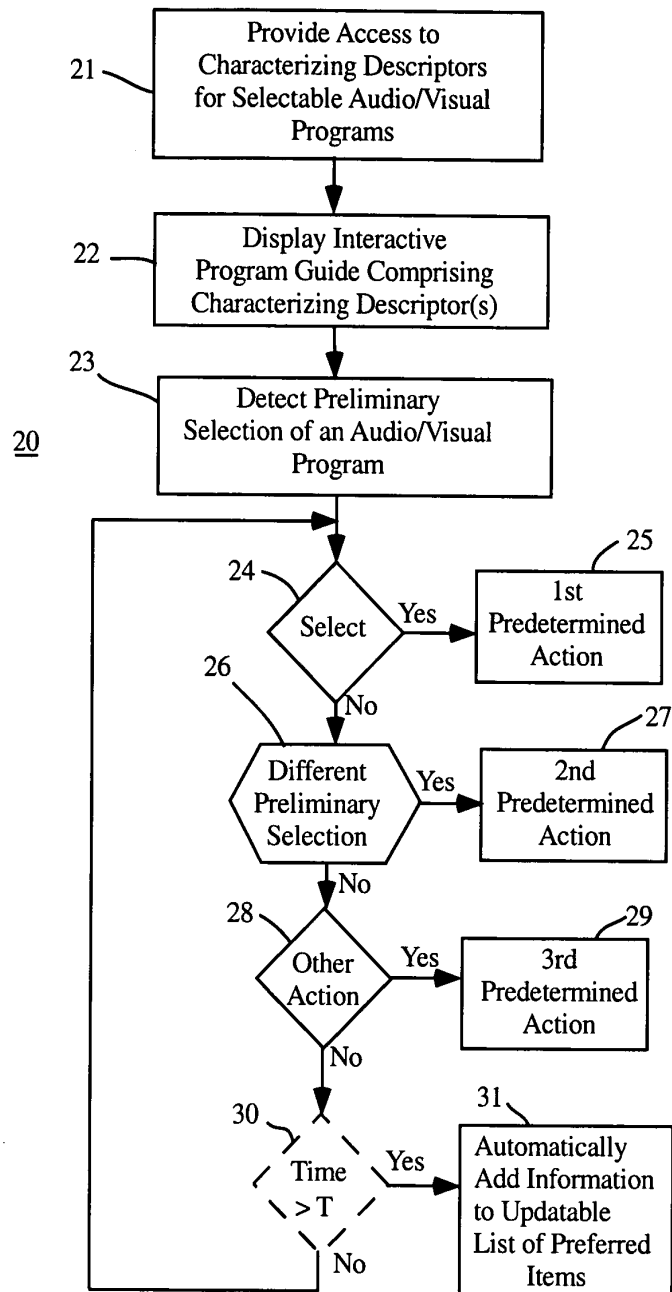 21
Provide Access to
Characterizing Descriptors
for Selectable Audio/Visual
Programs
22
Display Interactive
Program Guide Comprising
Characterizing Descriptor(s)
23
Detect Preliminary
Selection of an Audio/Visual
Program
20
24
Select
Yes
No
25
1st
Predetermined
Action
26
Different
Preliminary
Selection
Yes
No
27
2nd
Predetermined
Action
28
Other
Action
Yes
No
29
3rd
Predetermined
Action
30
Time
> T
Yes
No
31
Automatically
Add Information
to Updatable
List of Preferred
Items